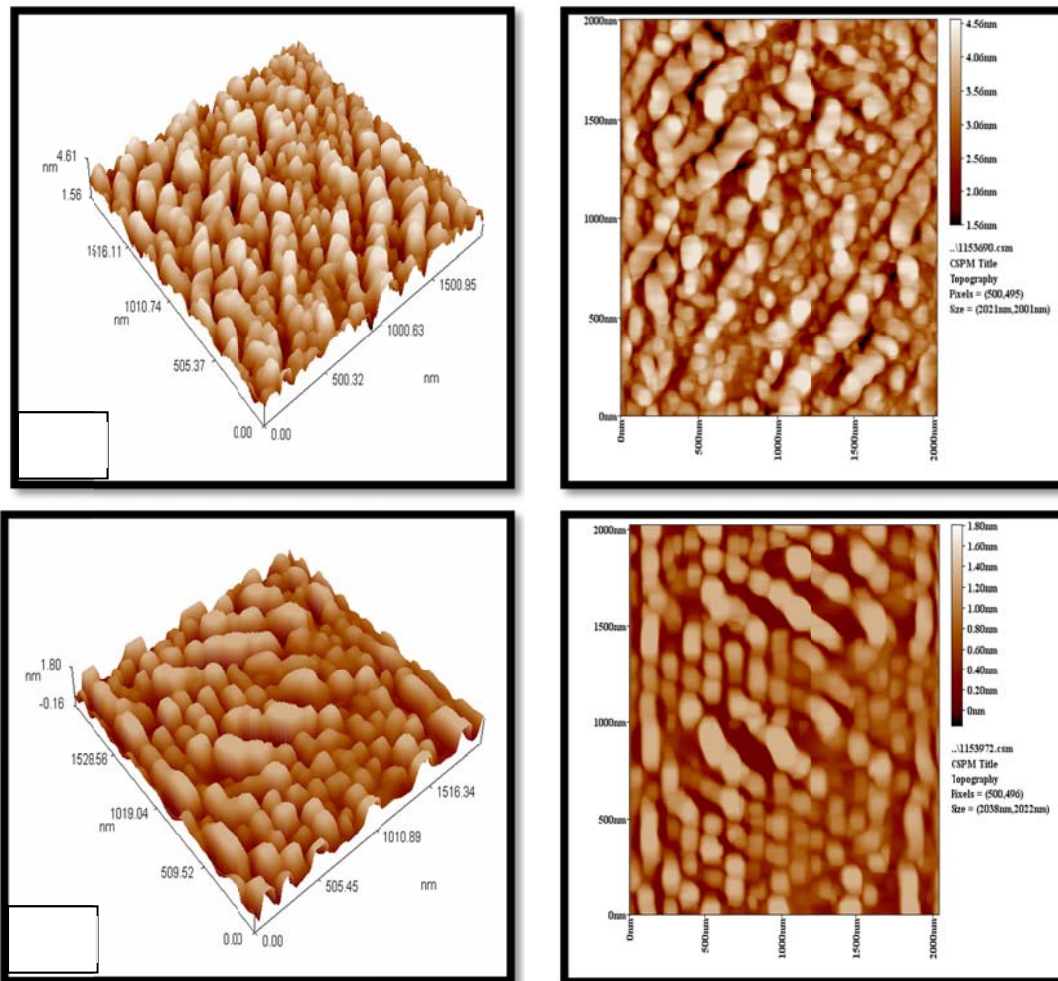 4.61
nm
1.56
1516.11
1010.74
nm
505.37
0.00
0.00
500.32
1000.63
1500.95
nm
2000nm
1500nm
1000nm
500nm
0nm
0nm
500nm
1000nm
1500nm
2000nm
4.56nm
4.06nm
3.56nm
3.06nm
2.56nm
2.06nm
1.56nm
..\1153690.csm
CSPM Title
Topography
Pixels = (500,495)
Size = (2021nm,2001nm)
1.80
nm
-0.16
1528.56
1019.04
nm
509.52
0.00
0.00
505.45
1010.89
1516.34
nm
2000nm
1500nm
1000nm
500nm
0nm
0nm
500nm
1000nm
1500nm
2000nm
1.80nm
1.60nm
1.40nm
1.20nm
1.00nm
0.80nm
0.60nm
0.40nm
0.20nm
0nm
..\1153972.csm
CSPM Title
Topography
Pixels = (500,496)
Size = (2038nm,2022nm)